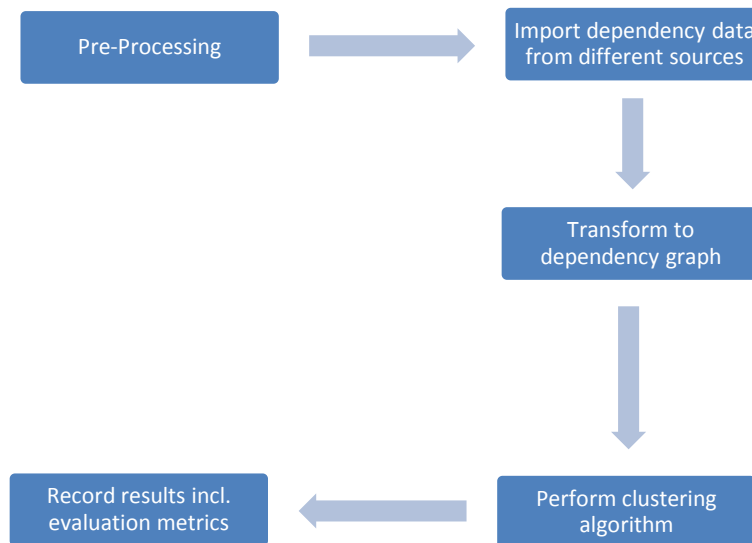 Pre-Processing
Import dependency data
from different sources
Transform to
dependency graph
Perform clustering
algorithm
Record results incl.
evaluation metrics